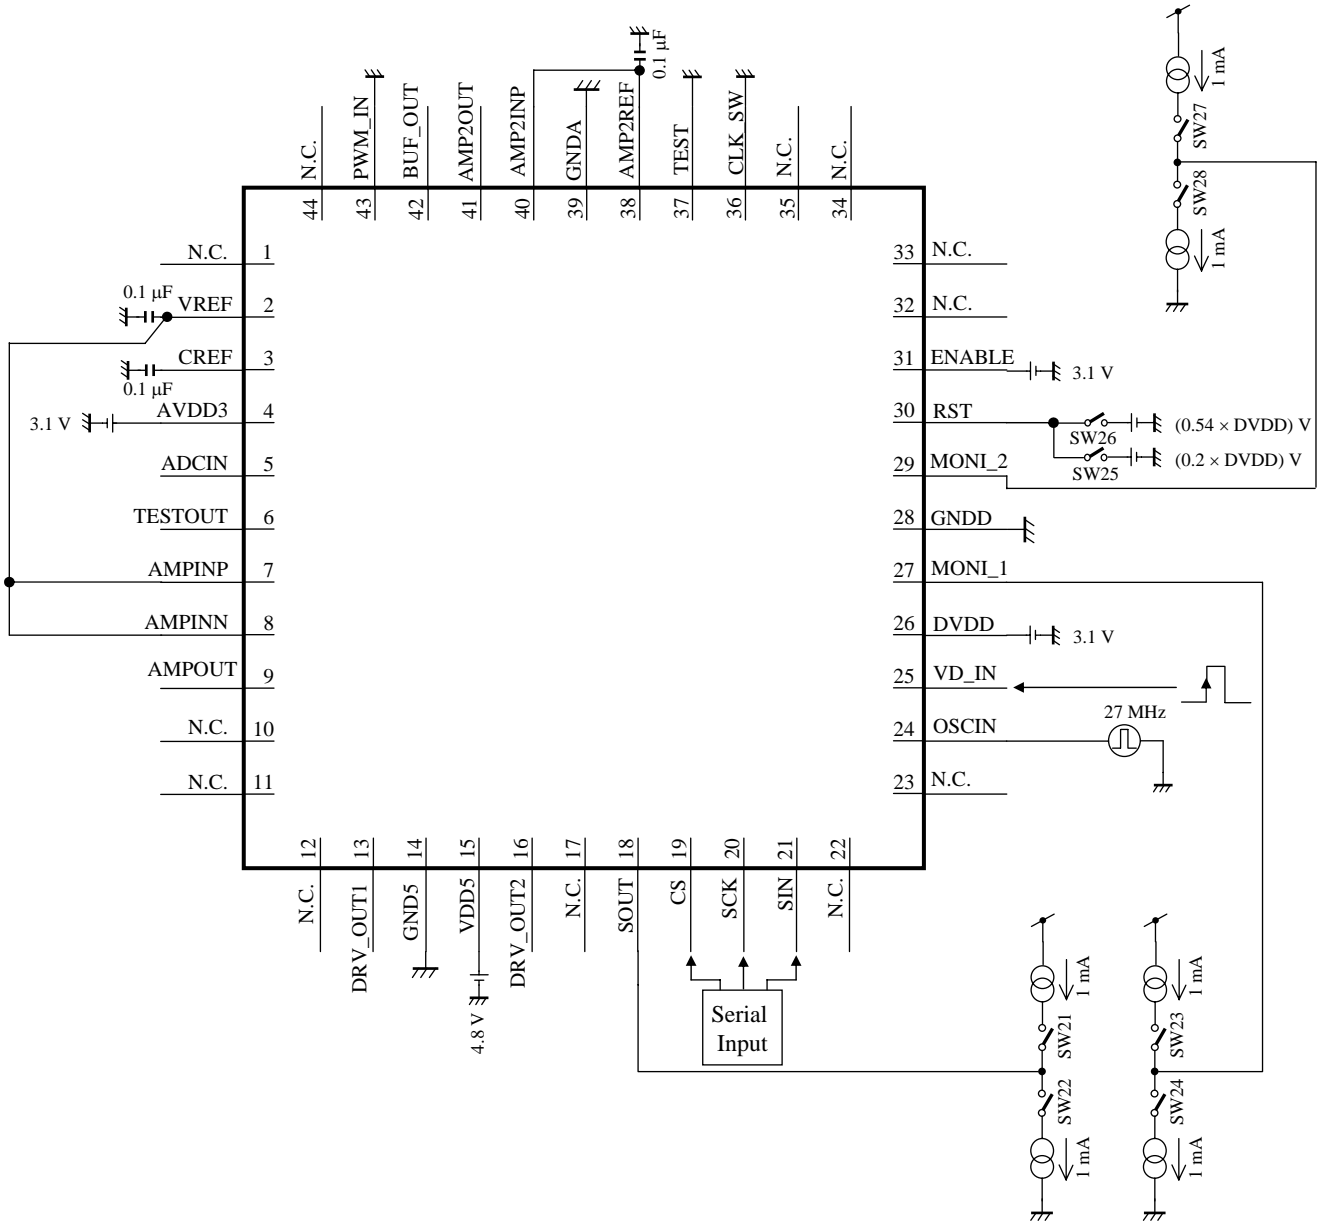 0.1 µF
N.C.
PWM_IN
BUF_OUT
AMP2OUT
AMP2INP
GNDA
AMP2REF
TEST
CLK_SW
N.C.
N.C.
44
43
42
41
40
39
38
37
36
35
34
1 mA
SW27
SW28
1 mA
N.C. 1
0.1 µF
VREF 2
CREF 3
0.1 µF
3.1 V AVDD3 4
ADCIN 5
TESTOUT 6
AMPINP 7
AMPINN 8
AMPOUT 9
N.C. 10
N.C. 11
33 N.C.
32 N.C.
31 ENABLE 3.1 V
30 RST
SW26 (0.54 × DVDD) V
SW25 (0.2 × DVDD) V
29 MONI_2
28 GNDD
27 MONI_1
26 DVDD 3.1 V
25 VD_IN
27 MHz
24 OSCIN
23 N.C.
12
13
14
15
16
17
18
19
20
21
22
N.C.
DRV_OUT1
GND5
VDD5
DRV_OUT2
N.C.
SOUT
CS
SCK
SIN
N.C.
4.8 V
Serial
Input
1 mA
SW21
SW22
1 mA
1 mA
SW23
SW24
1 mA